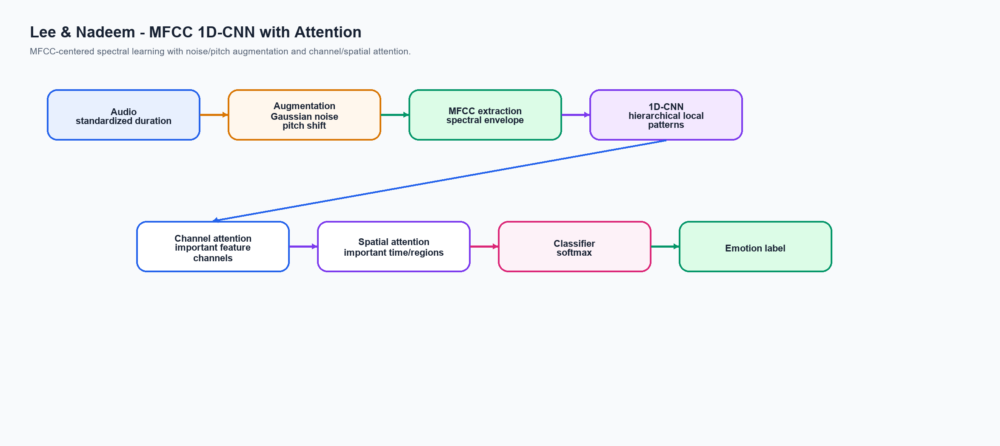 Lee & Nadeem - MFCC 1D-CNN with Attention
MFCC-centered spectral learning with noise/pitch augmentation and channel/spatial attention.
Audio
standardized duration
Augmentation
Gaussian noise
pitch shift
MFCC extraction
spectral envelope
1D-CNN
hierarchical local
patterns
Channel attention
important feature
channels
Spatial attention
important time/regions
Classifier
softmax
Emotion label